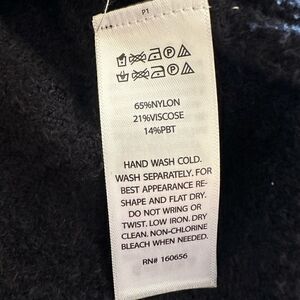 P1
65%NYLON
21%VISCOSE
14%PBT
HAND WASH COLD.
WASH SEPARATELY. FOR
BEST APPEARANCE RE-
SHAPE AND FLAT DRY.
DO NOT WRING OR
TWIST. LOW IRON. DRY
CLEAN. NON-CHLORINE
BLEACH WHEN NEEDED.
RN# 160656